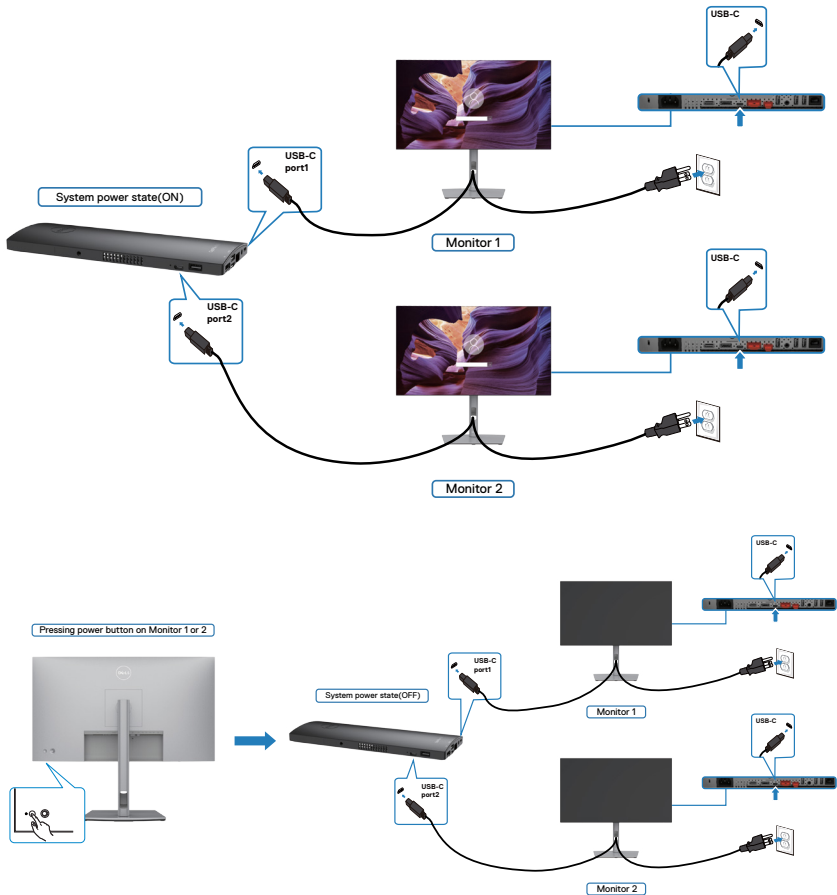 USB-C
USB-C
port1
System power state(ON)
Monitor 1
USB-C
USB-C
port2
Monitor 2
USB-C
Pressing power button on Monitor 1 or 2
DELL
USB-C
port1
System power state(OFF)
Monitor 1
USB-C
USB-C
port2
Monitor 2